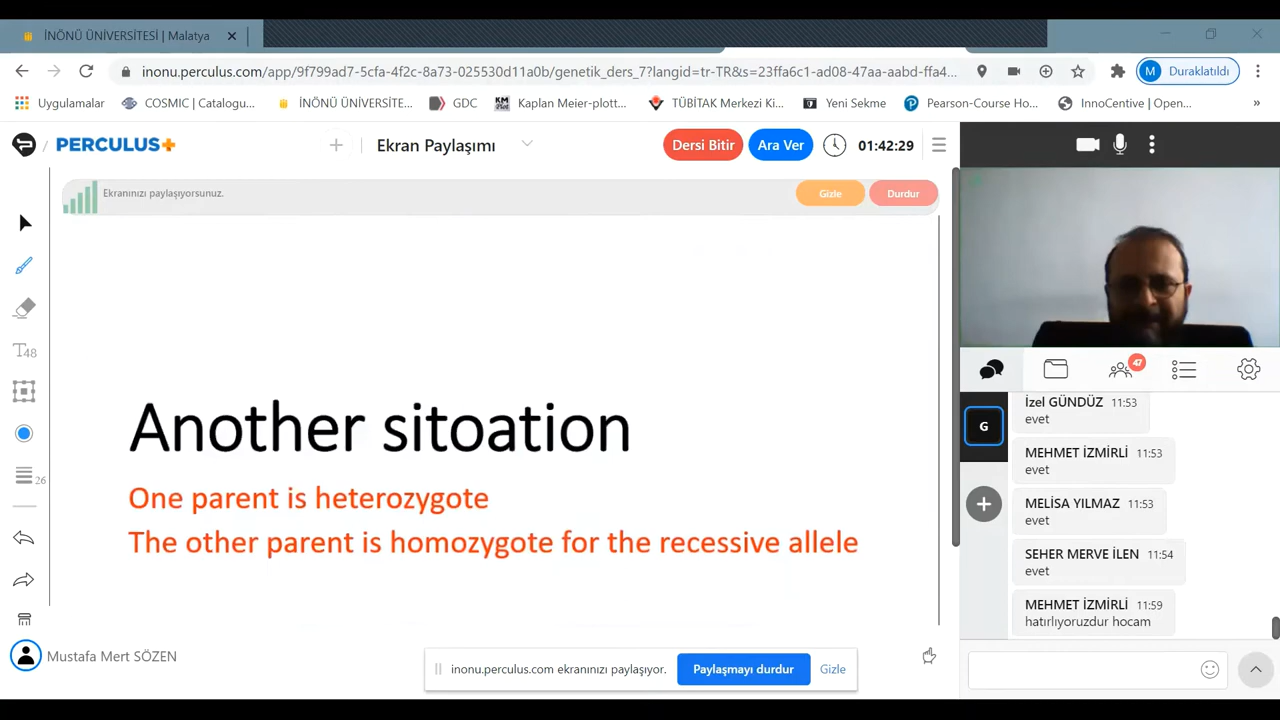 İNÖNÜ ÜNİVERSİTESİ | Malatya
inonu.perculus.com/app/9f799ad7-5cfa-4f2c-8a73-025530d11a0b/genetik_ders_7?langid=tr-TR&s=23ffa6c1-ad08-47aa-aabd-ffa4...
M Duraklatıldı
Uygulamalar COSMIC | Catalogu... İNÖNÜ ÜNİVERSİTE... GDC KM Plot Kaplan Meier-plott... TÜBİTAK Merkezi Ki... Yeni Sekme Pearson-Course Ho... InnoCentive | Open... »
/ PERCULUS+ Ekran Paylaşımı Dersi Bitir Ara Ver 01:42:29
Ekranınızı paylaşıyorsunuz. Gizle Durdur
T48
26
Another sitoation
One parent is heterozygote
The other parent is homozygote for the recessive allele
Mustafa Mert SÖZEN
inonu.perculus.com ekranınızı paylaşıyor. Paylaşmayı durdur Gizle
47
G
İzel GÜNDÜZ 11:53
evet
MEHMET İZMİRLİ 11:53
evet
MELİSA YILMAZ 11:53
evet
SEHER MERVE İLEN 11:54
evet
MEHMET İZMİRLİ 11:59
hatırlıyoruzdur hocam